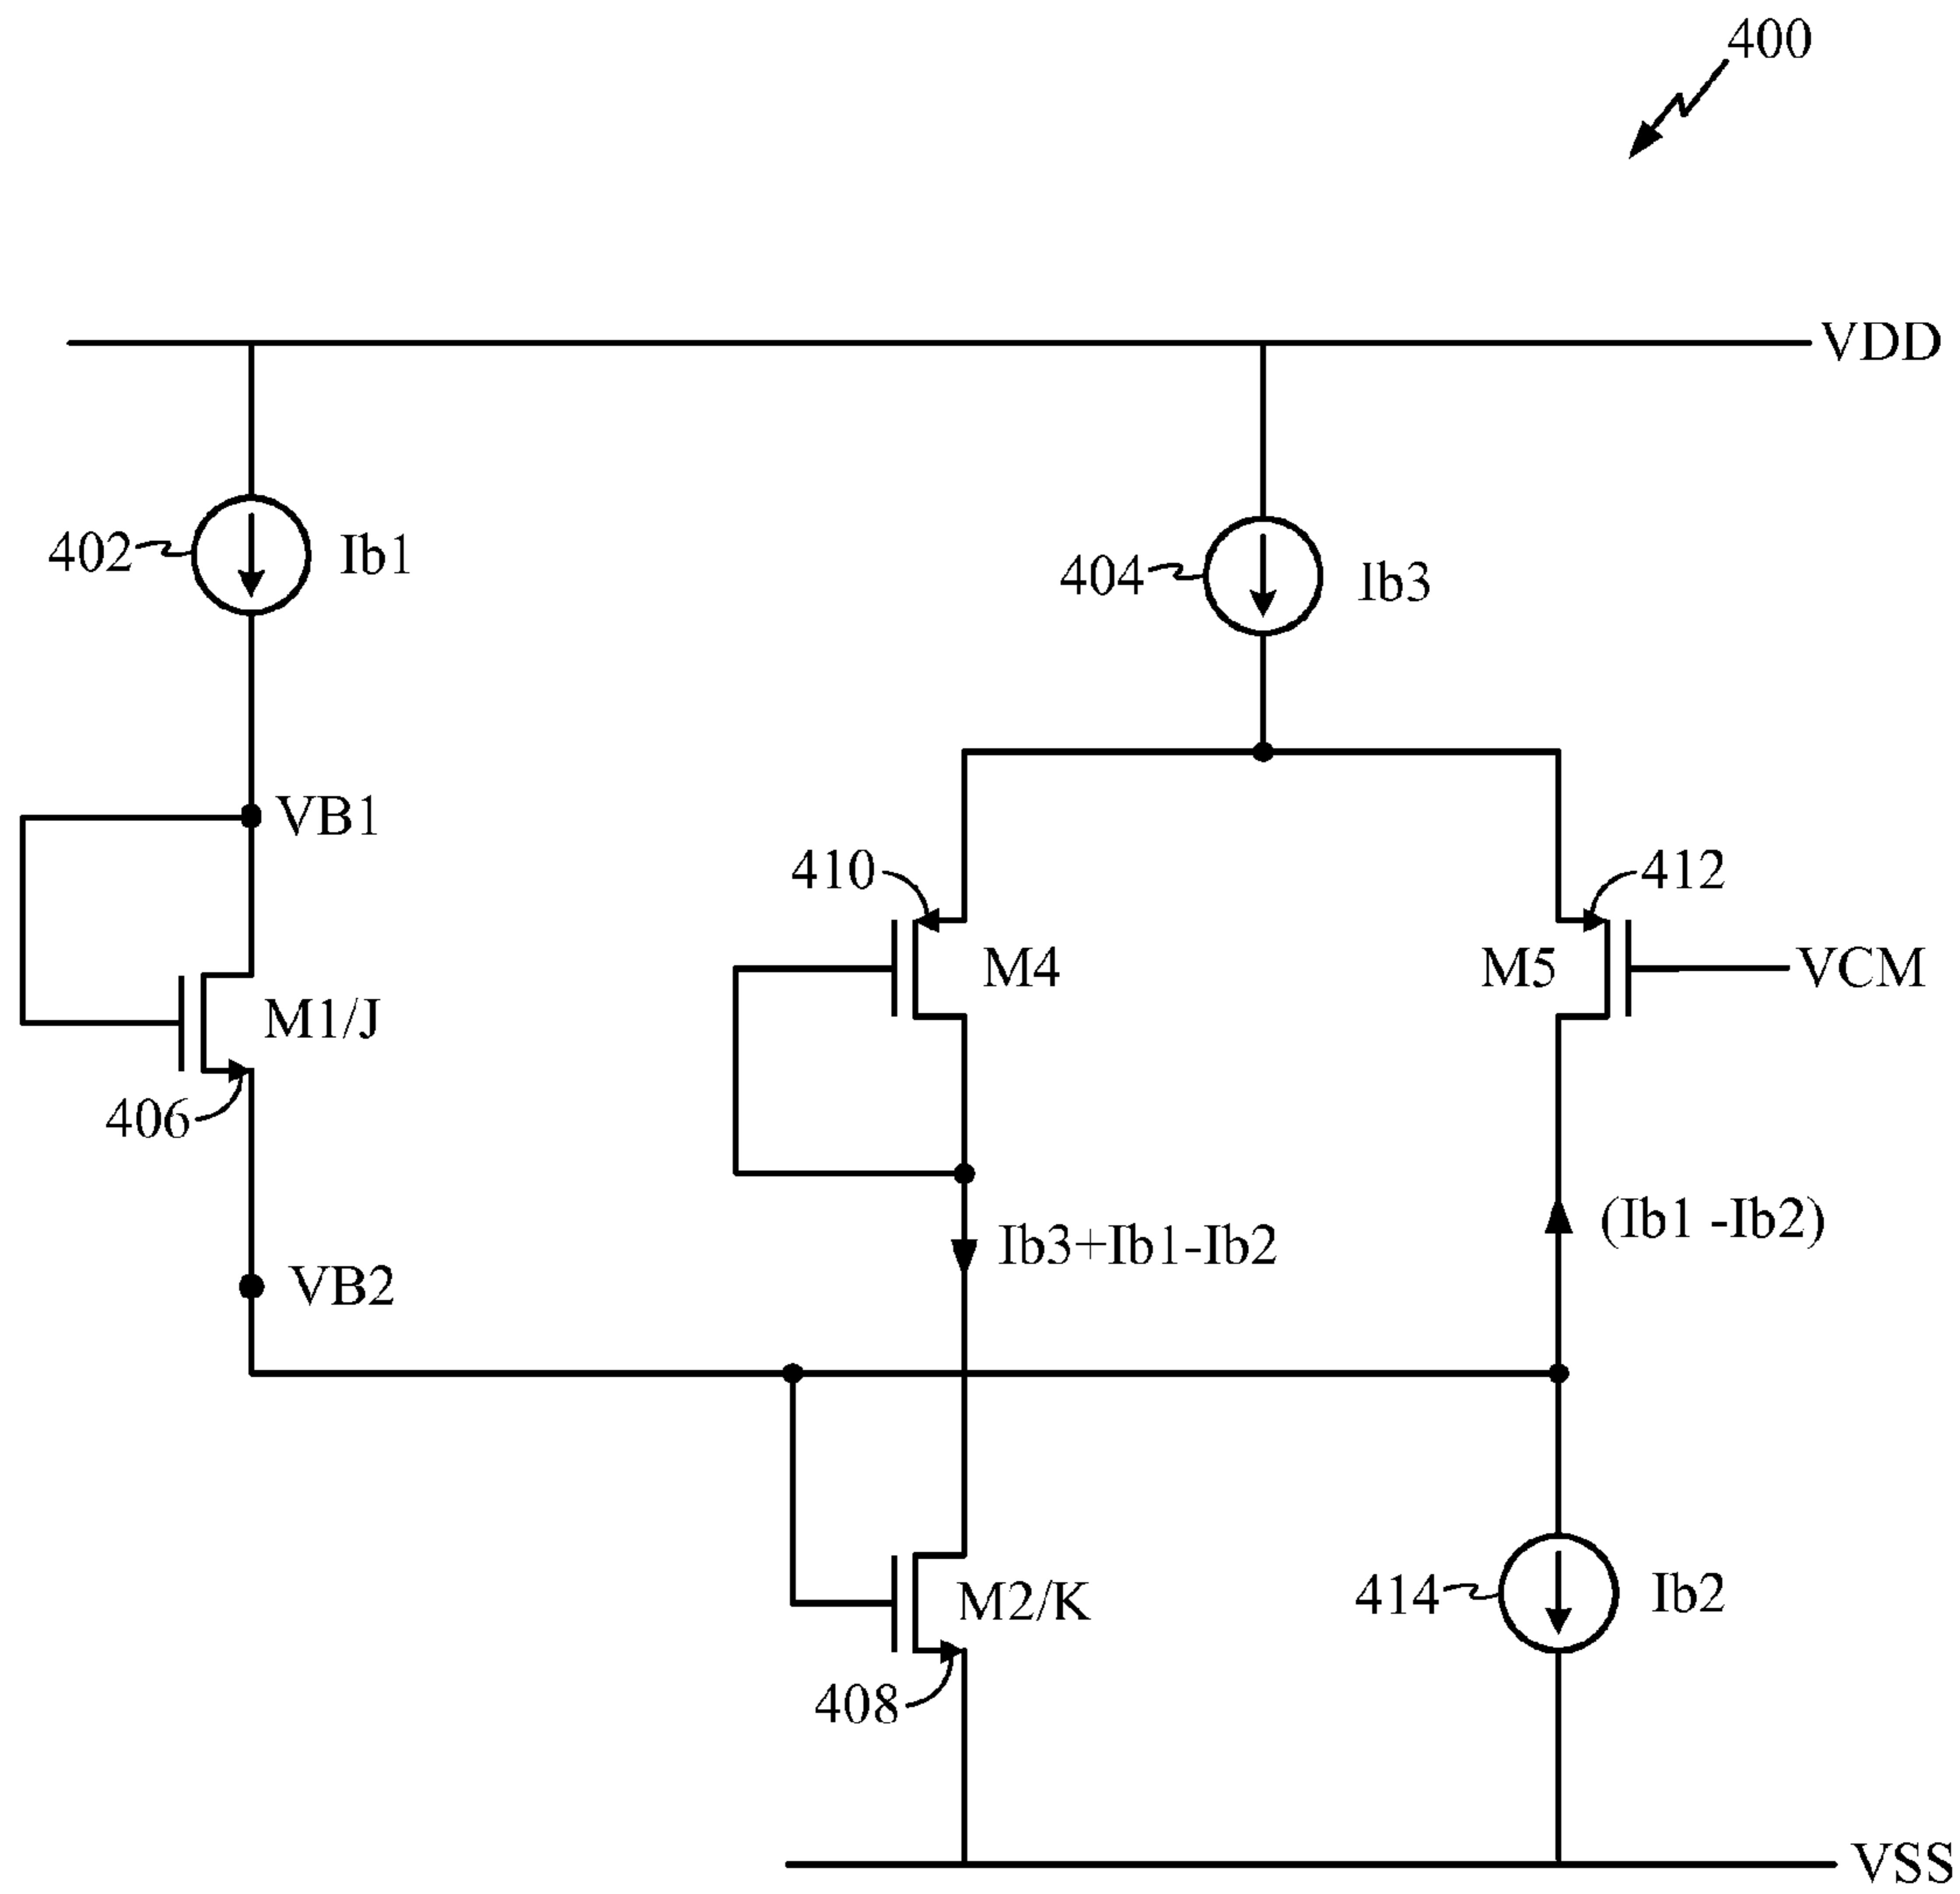 400
VDD
402
Ib1
404
Ib3
VB1
410
412
M4
M5
VCM
M1/J
406
Ib3+Ib1-Ib2
(Ib1 -Ib2)
VB2
M2/K
414
Ib2
408
VSS